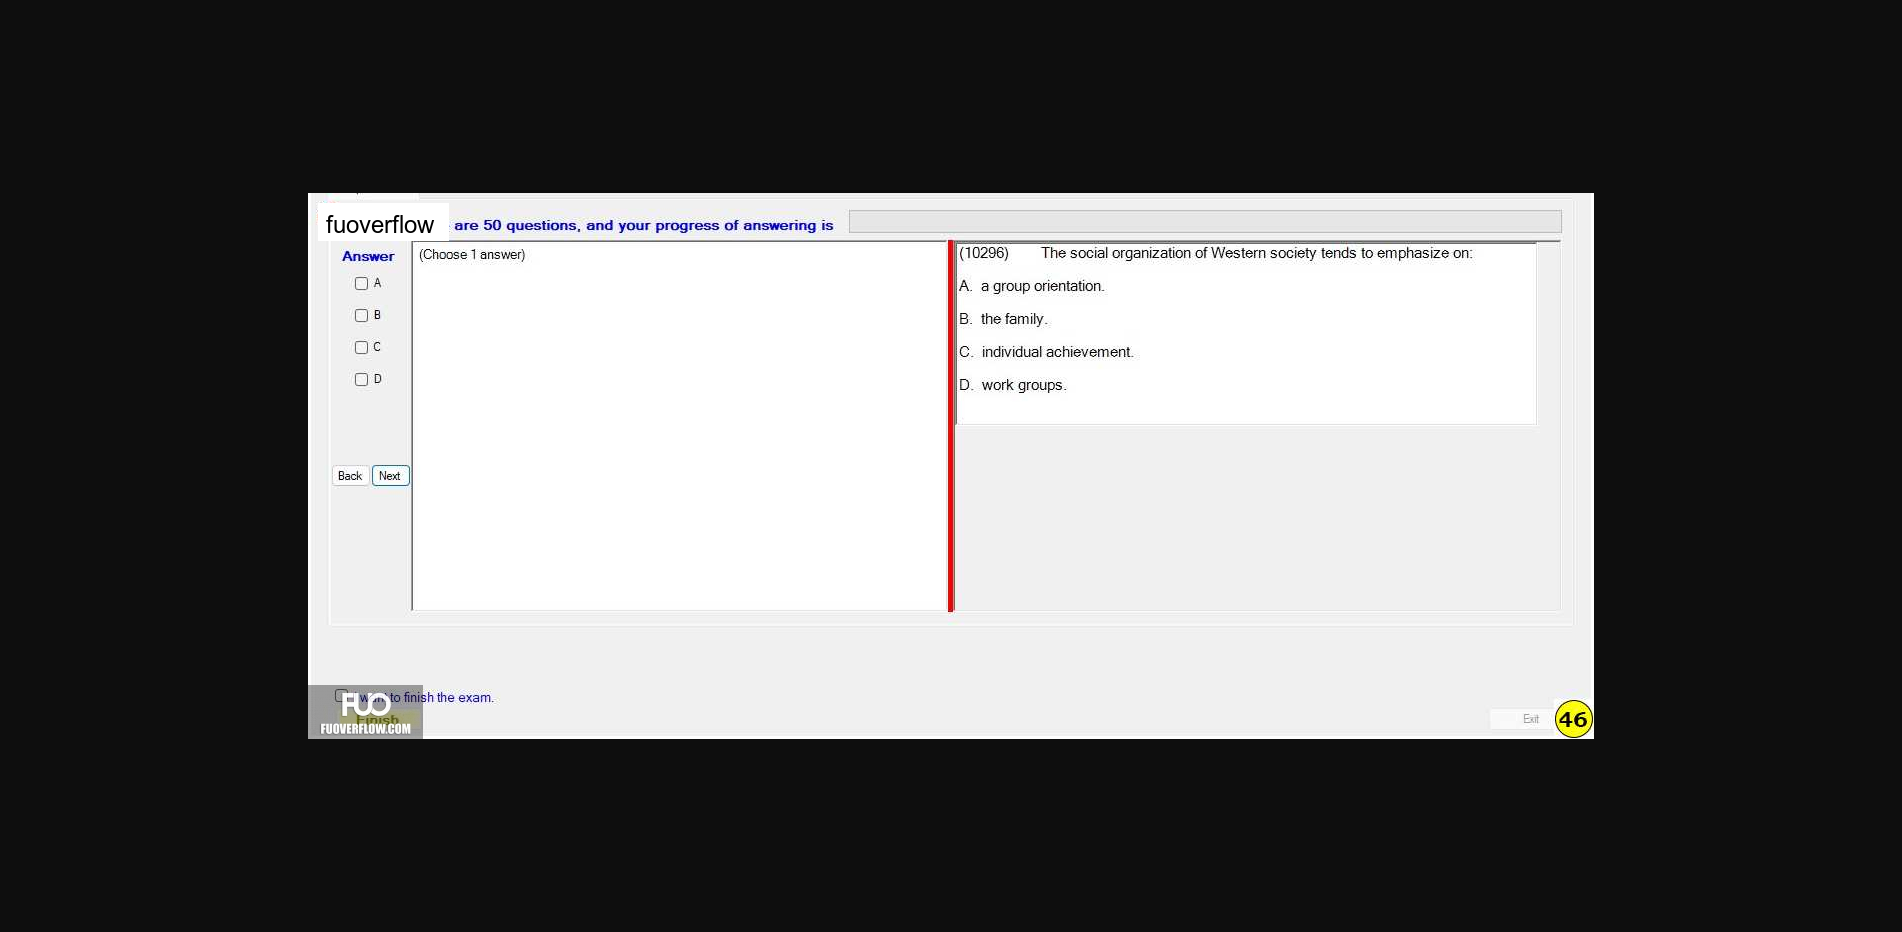 fuoverflow are 50 questions, and your progress of answering is
Answer
A
B
C
D
Back Next
(Choose 1 answer)
(10296) The social organization of Western society tends to emphasize on:
A. a group orientation.
B. the family.
C. individual achievement.
D. work groups.
want to finish the exam.
Finish
FUO
FUOVERFLOW.COM
Exit
46